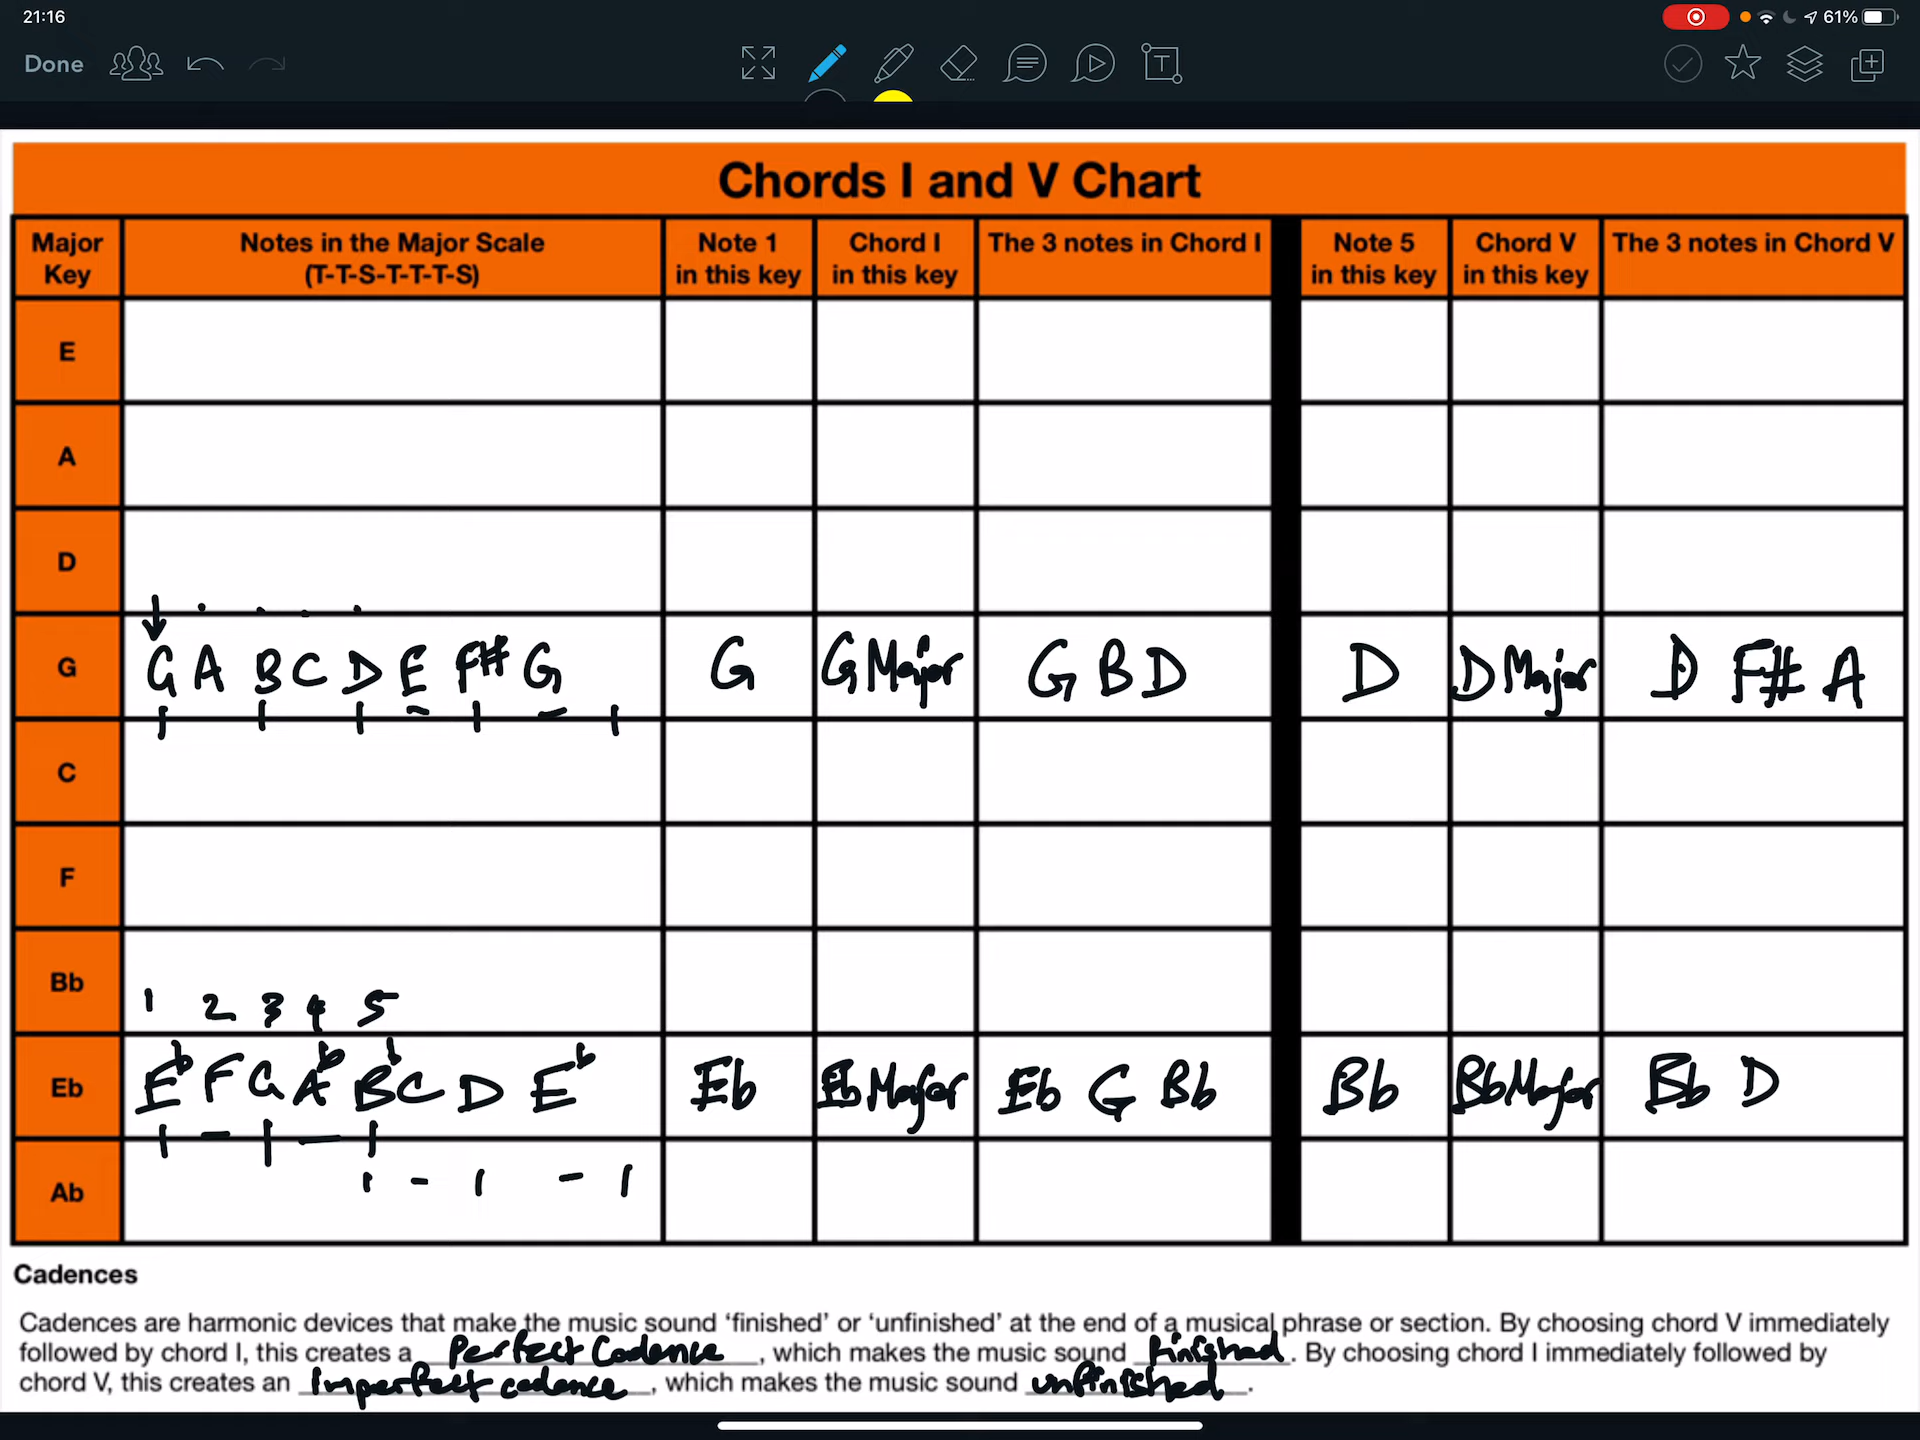 21:16
61%
Done
Chords I and V Chart
Major Key
Notes in the Major Scale (T-T-S-T-T-T-S)
Note 1 in this key
Chord I in this key
The 3 notes in Chord I
Note 5 in this key
Chord V in this key
The 3 notes in Chord V
E
A
D
G
G A B C D E F# G
G
G Major
G B D
D
D Major
D F# A
C
F
Bb
1 2 3 4 5
Eb
Eb F G Ab Bb C D Eb
Eb
Eb Major
Eb G Bb
Bb
Bb Major
Bb D
Ab
Cadences
Cadences are harmonic devices that make the music sound ‘finished’ or ‘unfinished’ at the end of a musical phrase or section. By choosing chord V immediately
followed by chord I, this creates a Perfect Cadence, which makes the music sound finished. By choosing chord I immediately followed by
chord V, this creates an Imperfect cadence, which makes the music sound unfinished.